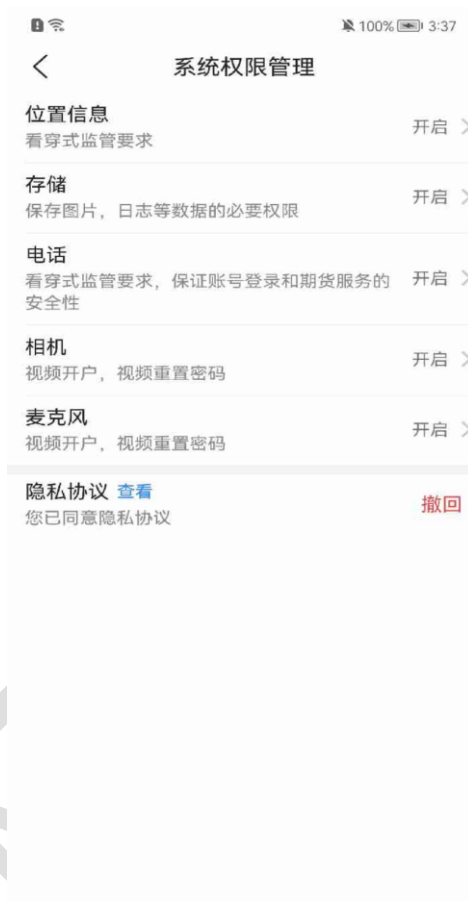 100% 3:37
系统权限管理
位置信息
看穿式监管要求
开启
存储
保存图片，日志等数据的必要权限
开启
电话
看穿式监管要求，保证账号登录和期货服务的
安全性
开启
相机
视频开户，视频重置密码
开启
麦克风
视频开户，视频重置密码
开启
隐私协议 查看
您已同意隐私协议
撤回